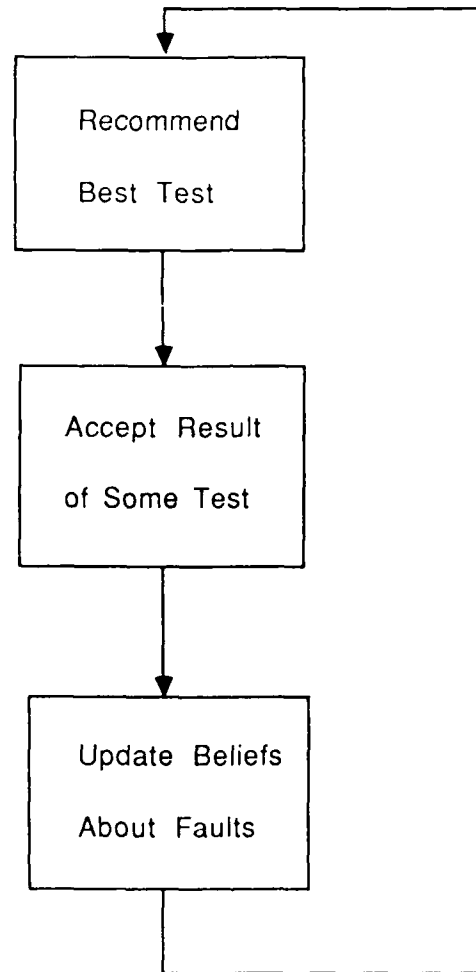 Recommend
Best Test
Accept Result
of Some Test
Update Beliefs
About Faults